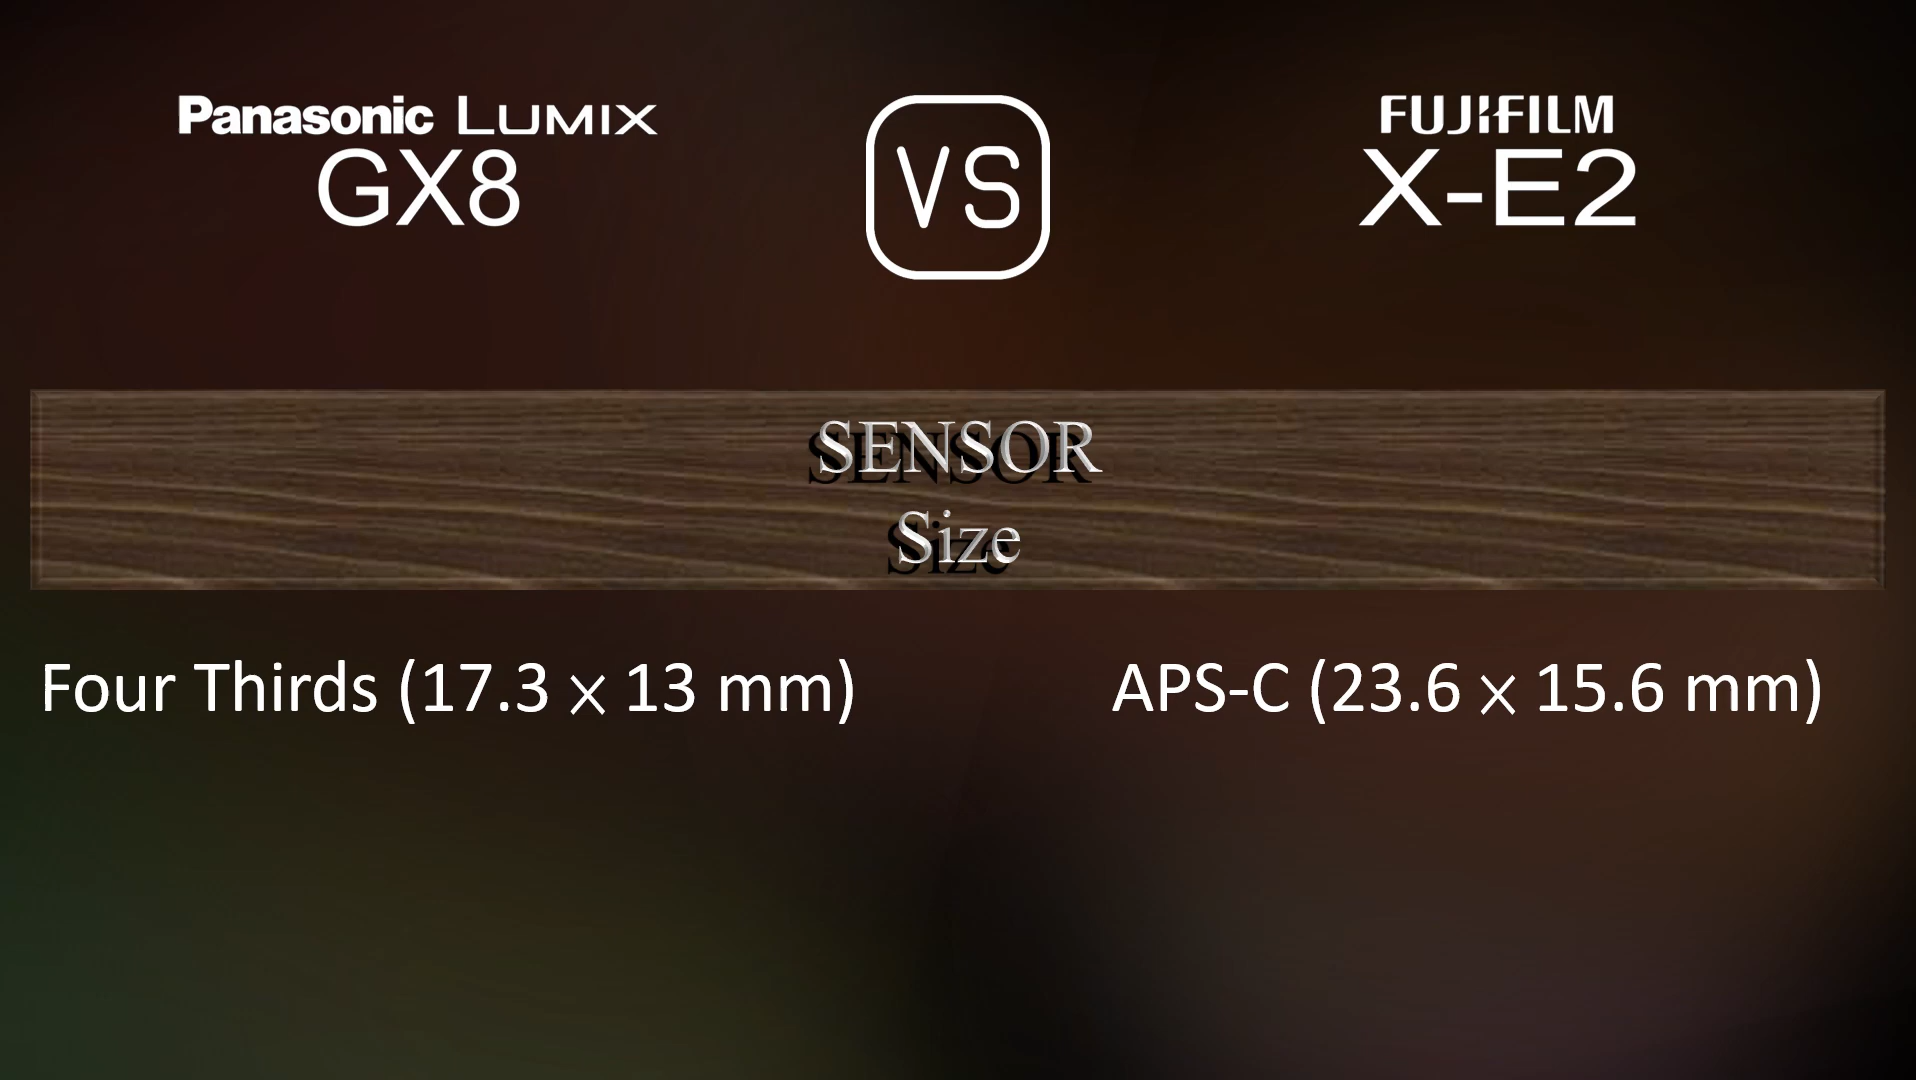 Panasonic LUMIX
GX8
VS
FUJIFILM
X-E2
SENSOR
Size
Four Thirds (17.3 x 13 mm)
APS-C (23.6 x 15.6 mm)